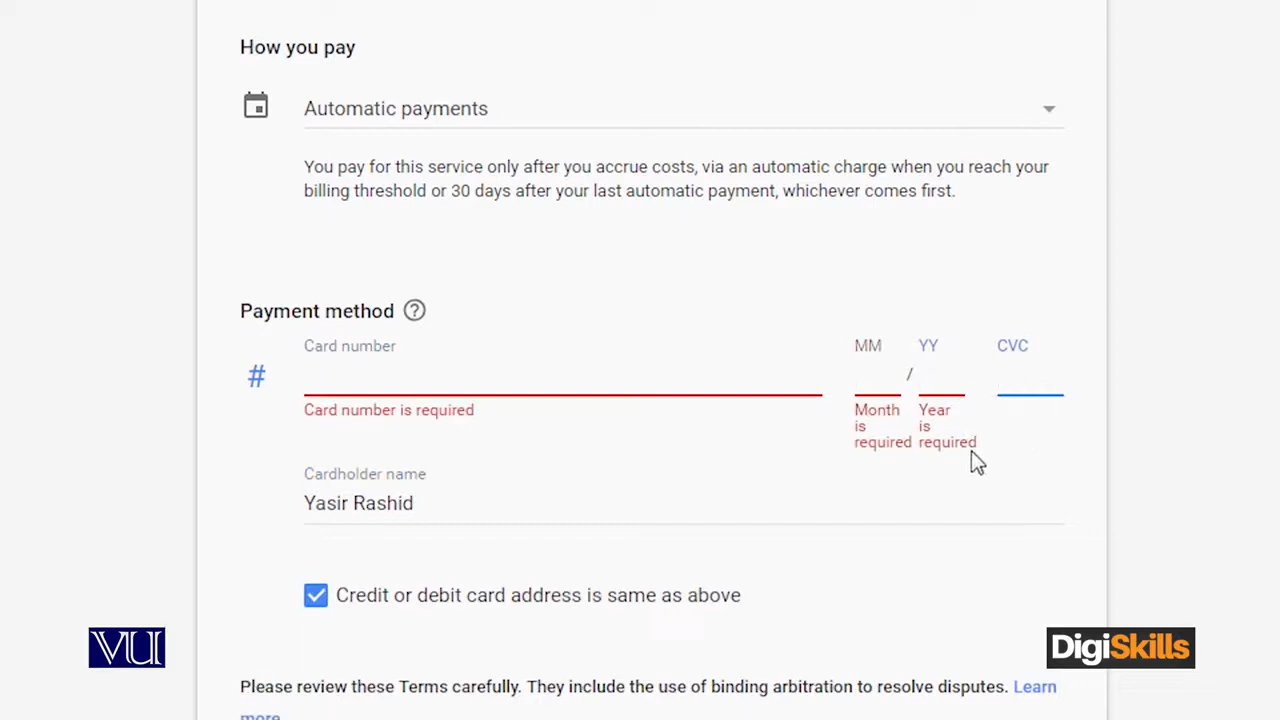 How you pay
Automatic payments
You pay for this service only after you accrue costs, via an automatic charge when you reach your
billing threshold or 30 days after your last automatic payment, whichever comes first.
Payment method ?
Card number MM YY CVC
# /
Card number is required Month Year
is is
required required
Cardholder name
Yasir Rashid
Credit or debit card address is same as above
VU DigiSkills
Please review these Terms carefully. They include the use of binding arbitration to resolve disputes. Learn
more